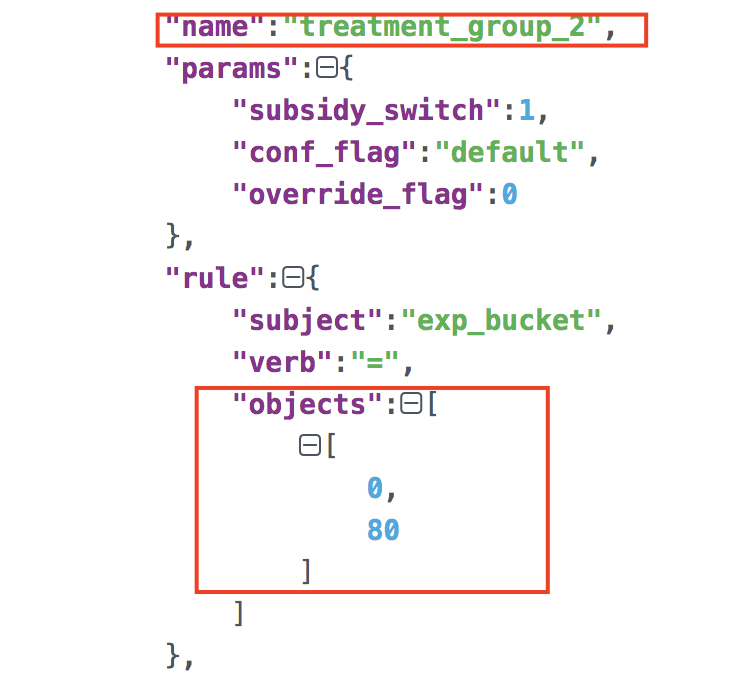 "name":"treatment_group_2",
"params":{
"subsidy_switch":1,
"conf_flag":"default",
"override_flag":0
},
"rule":{
"subject":"exp_bucket",
"verb":"=",
"objects":[
[
0,
80
]
]
},